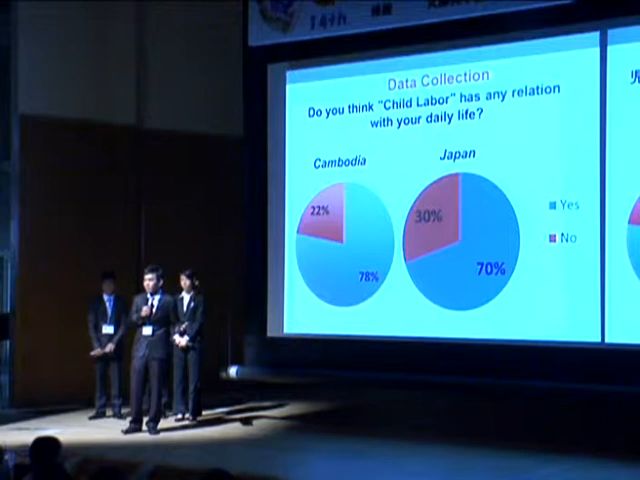 Data Collection
Do you think "Child Labor" has any relation
with your daily life?
Cambodia
Japan
22%
78%
30%
70%
Yes
No